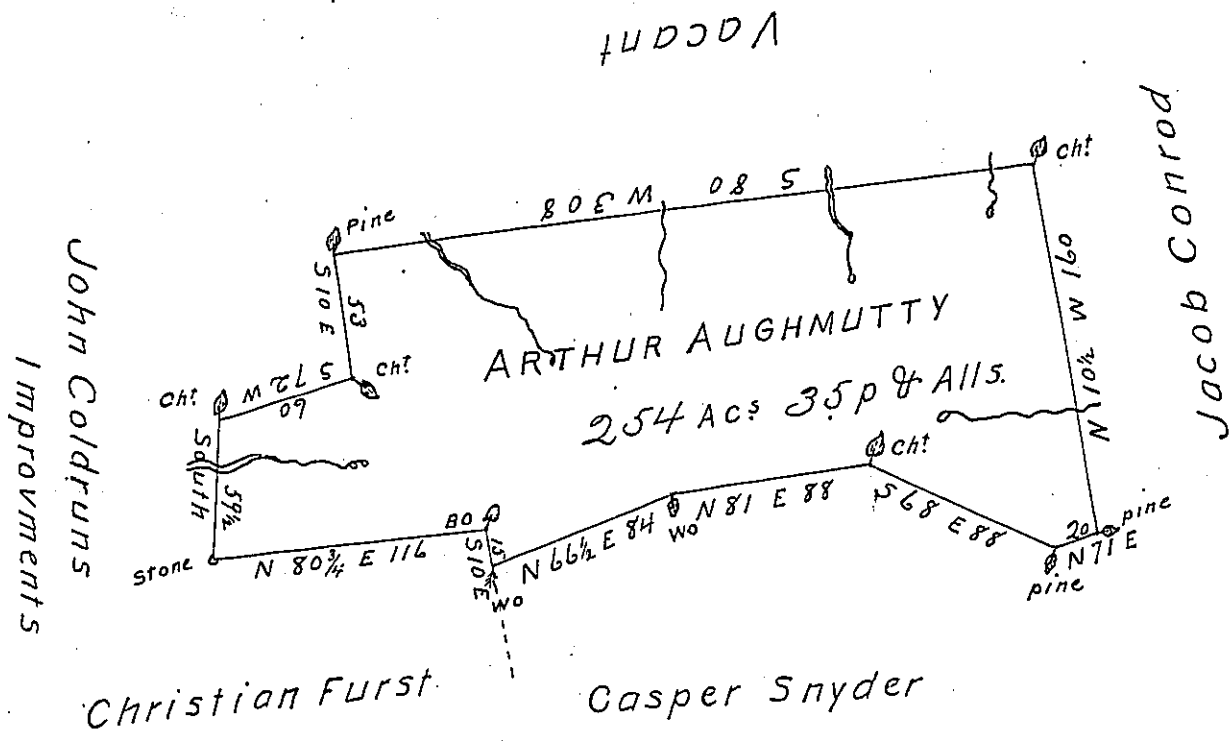 Vacant
Jacob Conrod
Cht
S 80 W 308
Pine
S 10 E
53
N 10½ W 160
John Coldruns
Improvments
ARTHUR AUGHMUTTY
254 Acs 35p & Alls.
Cht
S 72 W
60
Cht
South
59½
Cht
BO
N 81 E 88
S 68 E 88
20
pine
N 71 E
pine
WO
N 66½ E 84
15
S 10 E
WO
N 80¾ E 116
Stone
Christian Furst
Casper Snyder